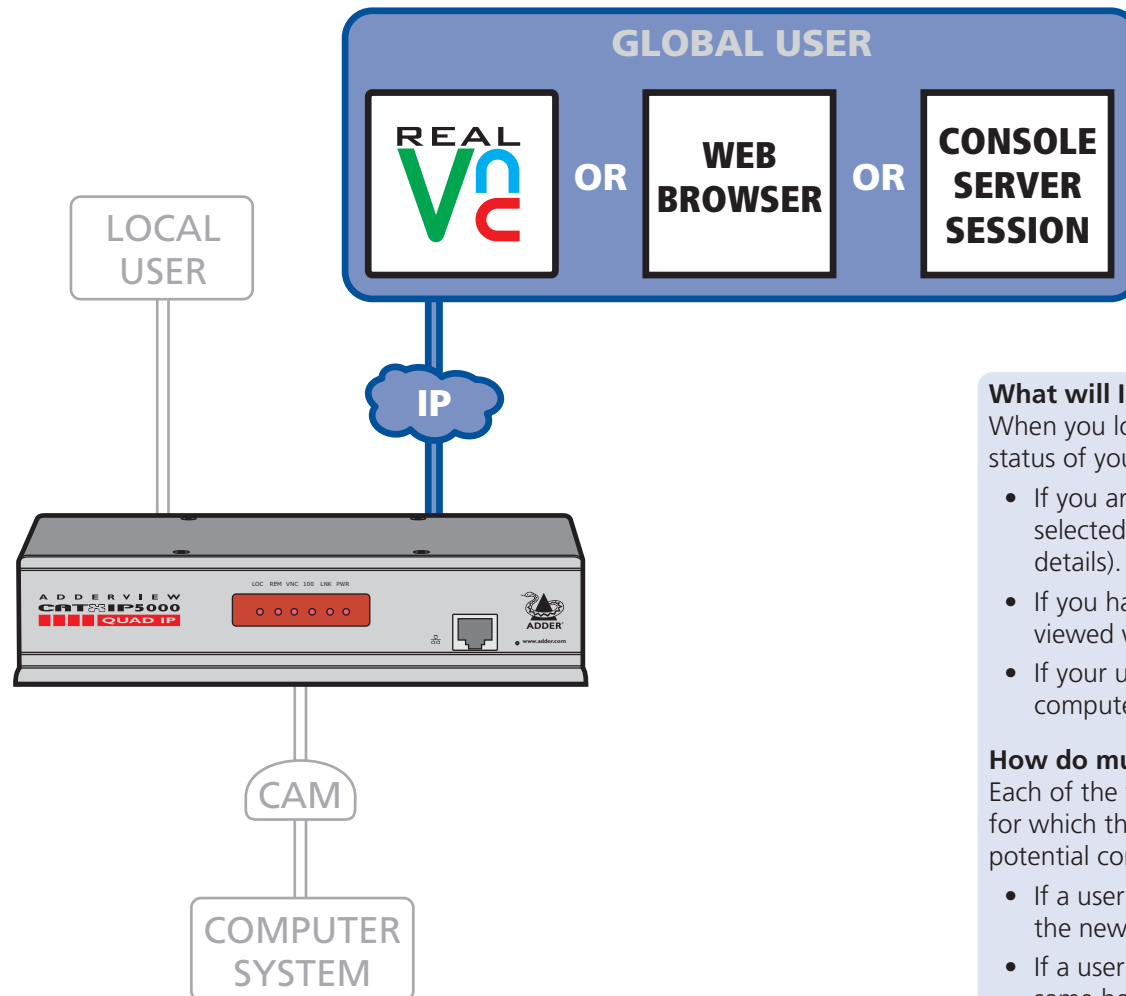 GLOBAL USER
REAL
Vnc
OR
WEB
BROWSER
OR
CONSOLE
SERVER
SESSION
LOCAL
USER
IP
LOC REM VNC 100 LNK PWR
ADDERVIEW
CATXIP5000
QUAD IP
ADDER
www.adder.com
CAM
COMPUTER
SYSTEM
What will I
When you lo
status of you
• If you ar
selected
details).
• If you ha
viewed v
• If your u
compute
How do mu
Each of the
for which th
potential cor
• If a user
the new
• If a user